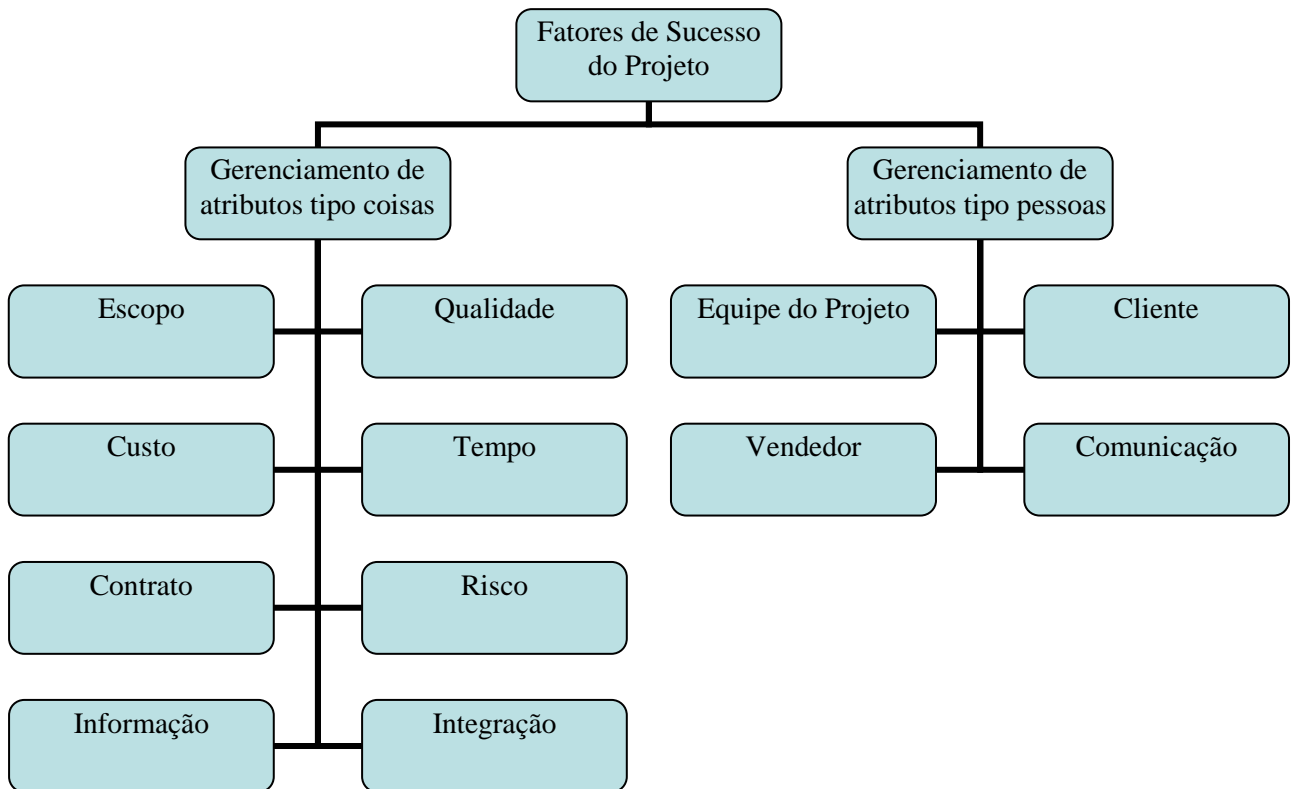 Fatores de Sucesso
do Projeto
Gerenciamento de
atributos tipo coisas
Gerenciamento de
atributos tipo pessoas
Escopo
Qualidade
Equipe do Projeto
Cliente
Custo
Tempo
Vendedor
Comunicação
Contrato
Risco
Informação
Integração